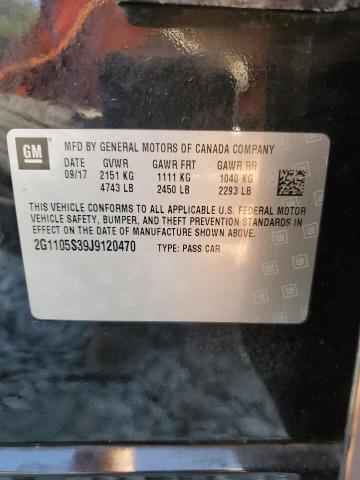 GM
MFD BY GENERAL MOTORS OF CANADA COMPANY
DATE GVWR GAWR FRT GAWR RR
09/17 2151 KG 1111 KG 1040 KG
4743 LB 2450 LB 2293 LB
THIS VEHICLE CONFORMS TO ALL APPLICABLE U.S. FEDERAL MOTOR
VEHICLE SAFETY, BUMPER, AND THEFT PREVENTION STANDARDS IN
EFFECT ON THE DATE OF MANUFACTURE SHOWN ABOVE.
2G1105S39J9120470 TYPE: PASS CAR